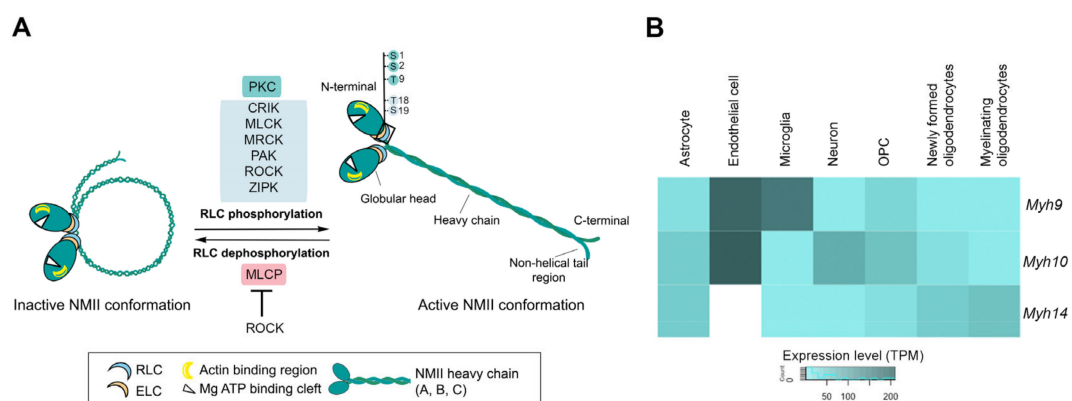 A
PKC
CRIK
MLCK
MRCK
PAK
ROCK
ZIPK
RLC phosphorylation
RLC dephosphorylation
MLCP
ROCK
Inactive NMII conformation
N-terminal
S 1
S 2
T 9
T 18
S 19
Globular head
Heavy chain
C-terminal
Non-helical tail
region
Active NMII conformation
RLC
ELC
Actin binding region
Mg ATP binding cleft
NMII heavy chain
(A, B, C)
B
Astrocyte
Endothelial cell
Microglia
Neuron
OPC
Newly formed
oligodendrocytes
Myelinating
oligodendrocytes
Myh9
Myh10
Myh14
Expression level (TPM)
Count
0
50 100 200